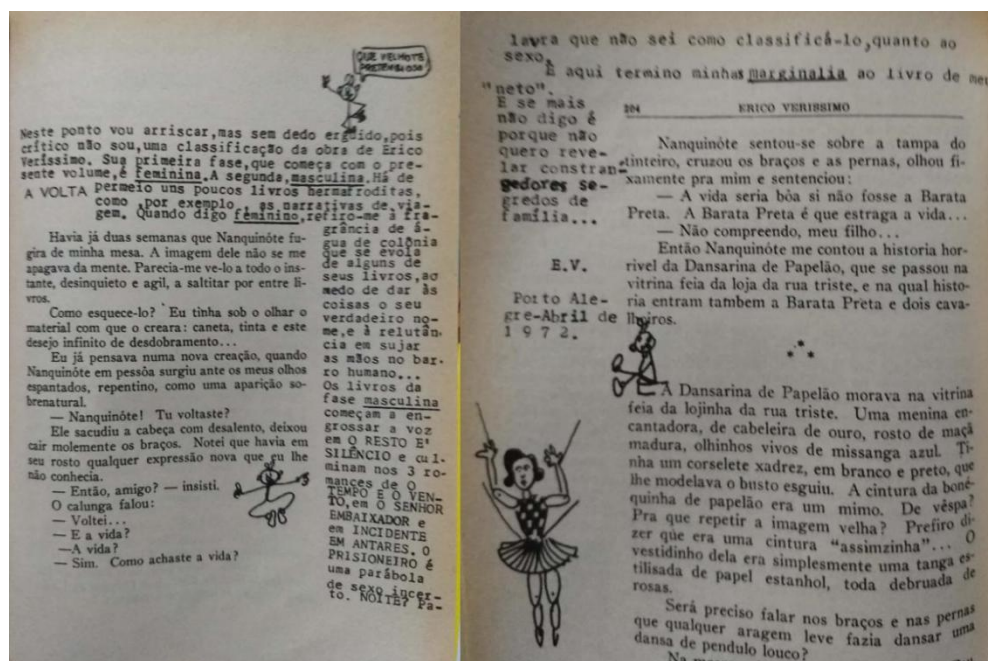 QUE VELHOTE
PRETENSIOSO
Neste ponto vou arriscar,mas sem dedo erguido,pois
crítico não sou,uma classificação da obra de Erico
Veríssimo. Sua primeira fase,que começa com o pre-
sente volume,é feminina.A segunda,masculina.Há de
permeio uns poucos livros hermafroditas,
como ,por exemplo , as narrativas de via-
gem. Quando digo feminino,refiro-me à fra-
grância de á-
gua de colônia
que se evola
de alguns de
seus livros,ao
medo de dar às
coisas o seu
verdadeiro no-
me,e à relutân-
cia em sujar
as mãos no bar-
ro humano...
Os livros da
fase masculina
começam a en-
grossar a voz
em O RESTO E'
SILÊNCIO e cul-
minam nos 3 ro-
mances de O
TEMPO E O VEN-
TO,em O SENHOR
EMBAIXADOR e
em INCIDENTE
EM ANTARES. O
PRISIONEIRO é
uma parábola
de sexo incer-
to. NOITE? Pa-
A VOLTA
Havia já duas semanas que Nanquinóte fu-
gira de minha mesa. A imagem dele não se me
apagava da mente. Parecia-me ve-lo a todo o ins-
tante, desinquieto e agil, a saltitar por entre li-
vros.
Como esquece-lo? Eu tinha sob o olhar o
material com que o creara: caneta, tinta e este
desejo infinito de desdobramento...
Eu já pensava numa nova creação, quando
Nanquinóte em pessôa surgiu ante os meus olhos
espantados, repentino, como uma aparição so-
brenatural.
— Nanquinóte! Tu voltaste?
Ele sacudiu a cabeça com desalento, deixou
cair molemente os braços. Notei que havia em
seu rosto qualquer expressão nova que eu lhe
não conhecia.
— Então, amigo? — insisti.
O calunga falou:
— Voltei...
— E a vida?
—A vida?
— Sim. Como achaste a vida?
lavra que não sei como classificá-lo,quanto ao
sexo.
E aqui termino minhas marginalia ao livro de meu
"neto".
E se mais
não digo é
porque não
quero reve-
lar constran-
gedores se-
gredos de
família...
E.V.
Porto Ale-
gre-Abril de
1 9 7 2.
204 ERICO VERISSIMO
Nanquinóte sentou-se sobre a tampa do
tinteiro, cruzou os braços e as pernas, olhou fi-
xamente pra mim e sentenciou:
— A vida seria bôa si não fosse a Barata
Preta. A Barata Preta é que estraga a vida...
— Não compreendo, meu filho...
Então Nanquinóte me contou a historia hor-
rivel da Dansarina de Papelão, que se passou na
vitrina feia da loja da rua triste, e na qual histo-
ria entram tambem a Barata Preta e dois cava-
lheiros.
A Dansarina de Papelão morava na vitrina
feia da lojinha da rua triste. Uma menina en-
cantadora, de cabeleira de ouro, rosto de maçã
madura, olhinhos vivos de missanga azul. Ti-
nha um corselete xadrez, em branco e preto, que
lhe modelava o busto esguiu. A cintura da boné-
quinha de papelão era um mimo. De vêspa?
Pra que repetir a imagem velha? Prefiro di-
zer que era uma cintura "assimzinha"... O
vestidinho dela era simplesmente uma tanga es-
tilisada de papel estanhol, toda debruada de
rosas.
Será preciso falar nos braços e nas pernas
que qualquer aragem leve fazia dansar uma
dansa de pendulo louco?